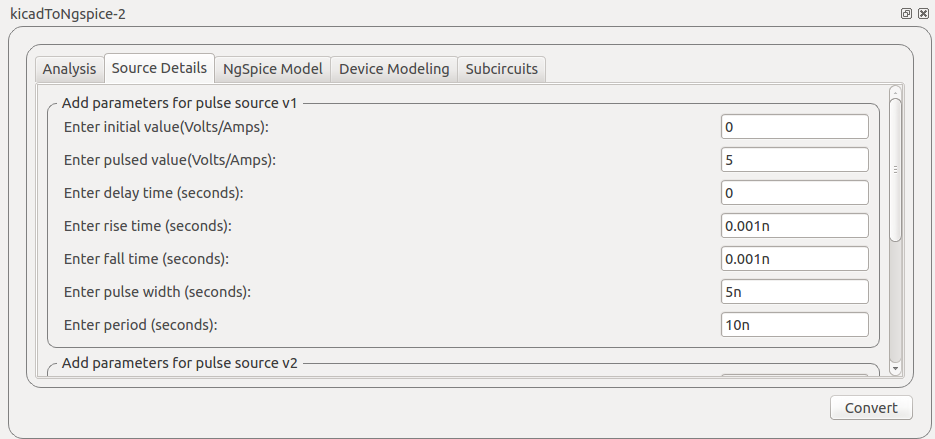 kicadToNgspice-2
Analysis Source Details NgSpice Model Device Modeling Subcircuits
Add parameters for pulse source v1
Enter initial value(Volts/Amps): 0
Enter pulsed value(Volts/Amps): 5
Enter delay time (seconds): 0
Enter rise time (seconds): 0.001n
Enter fall time (seconds): 0.001n
Enter pulse width (seconds): 5n
Enter period (seconds): 10n
Add parameters for pulse source v2
Convert